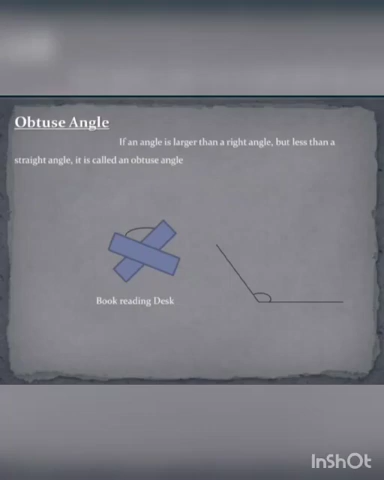 Obtuse Angle
If an angle is larger than a right angle, but less than a
straight angle, it is called an obtuse angle
Book reading Desk
InShOt